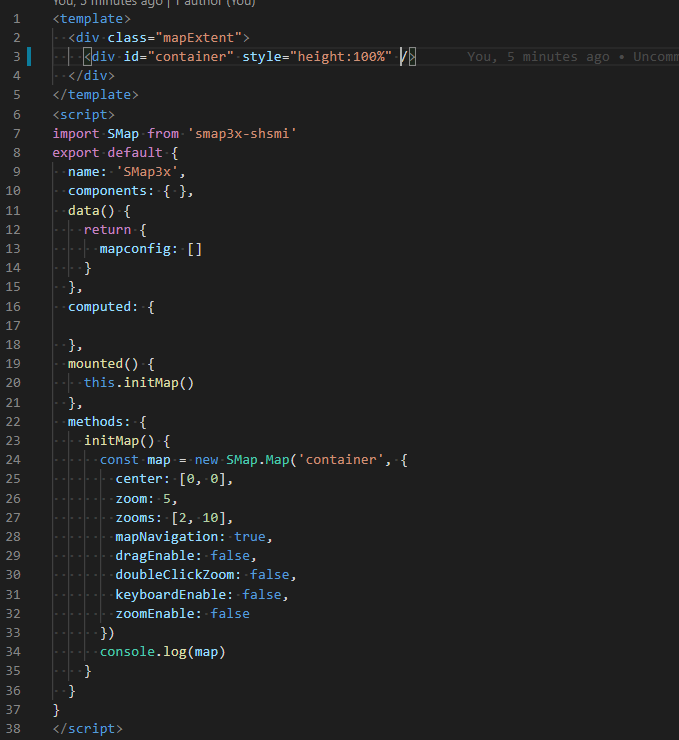 You, 5 minutes ago | 1 author (You)
1 <template>
2   <div class="mapExtent">
3     <div id="container" style="height:100%" />      You, 5 minutes ago • Uncomm
4   </div>
5 </template>
6 <script>
7 import SMap from 'smap3x-shsmi'
8 export default {
9   name: 'SMap3x',
10   components: { },
11   data() {
12     return {
13       mapconfig: []
14     }
15   },
16   computed: {
17
18   },
19   mounted() {
20     this.initMap()
21   },
22   methods: {
23     initMap() {
24       const map = new SMap.Map('container', {
25         center: [0, 0],
26         zoom: 5,
27         zooms: [2, 10],
28         mapNavigation: true,
29         dragEnable: false,
30         doubleClickZoom: false,
31         keyboardEnable: false,
32         zoomEnable: false
33       })
34       console.log(map)
35     }
36   }
37 }
38 </script>